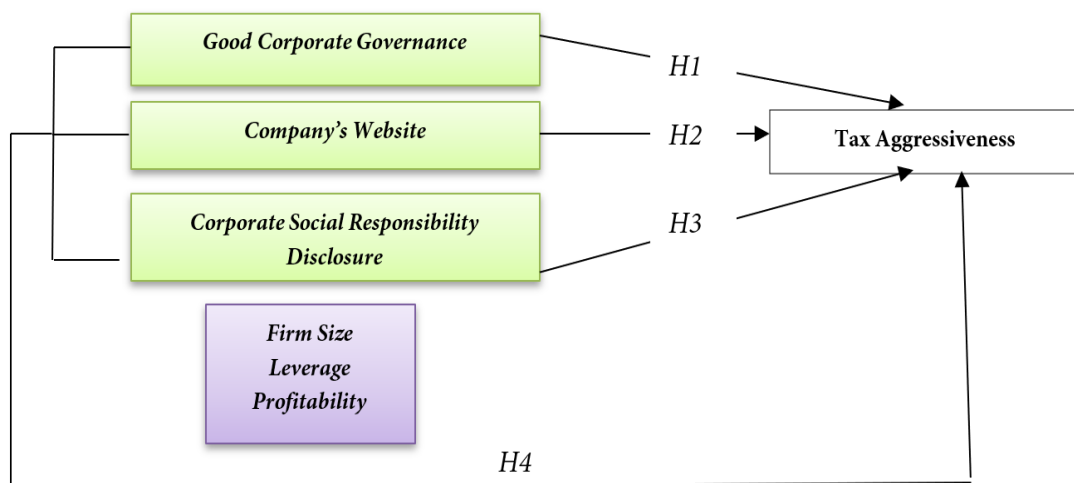 Good Corporate Governance
H1
Company's Website
H2
Tax Aggressiveness
Corporate Social Responsibility
Disclosure
H3
Firm Size
Leverage
Profitability
H4